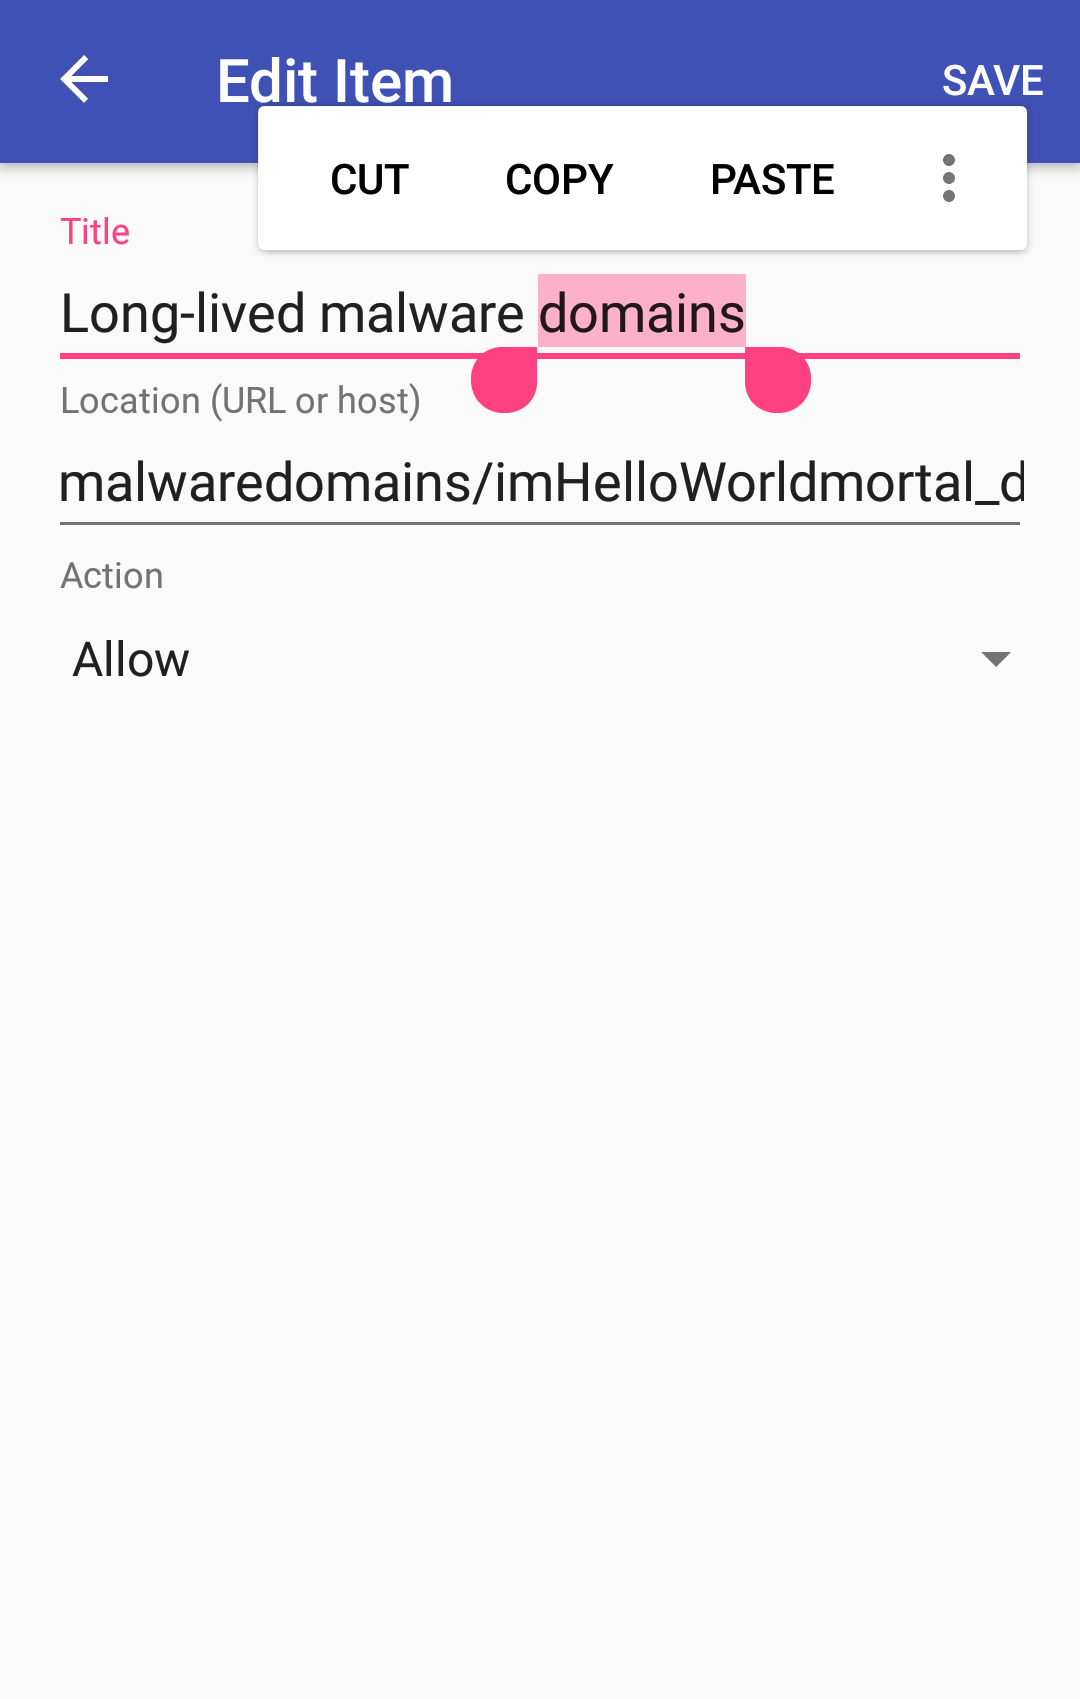 Edit Item
SAVE
CUT COPY PASTE
Title
Long-lived malware domains
Location (URL or host)
malwaredomains/imHelloWorldmortal_d
Action
Allow